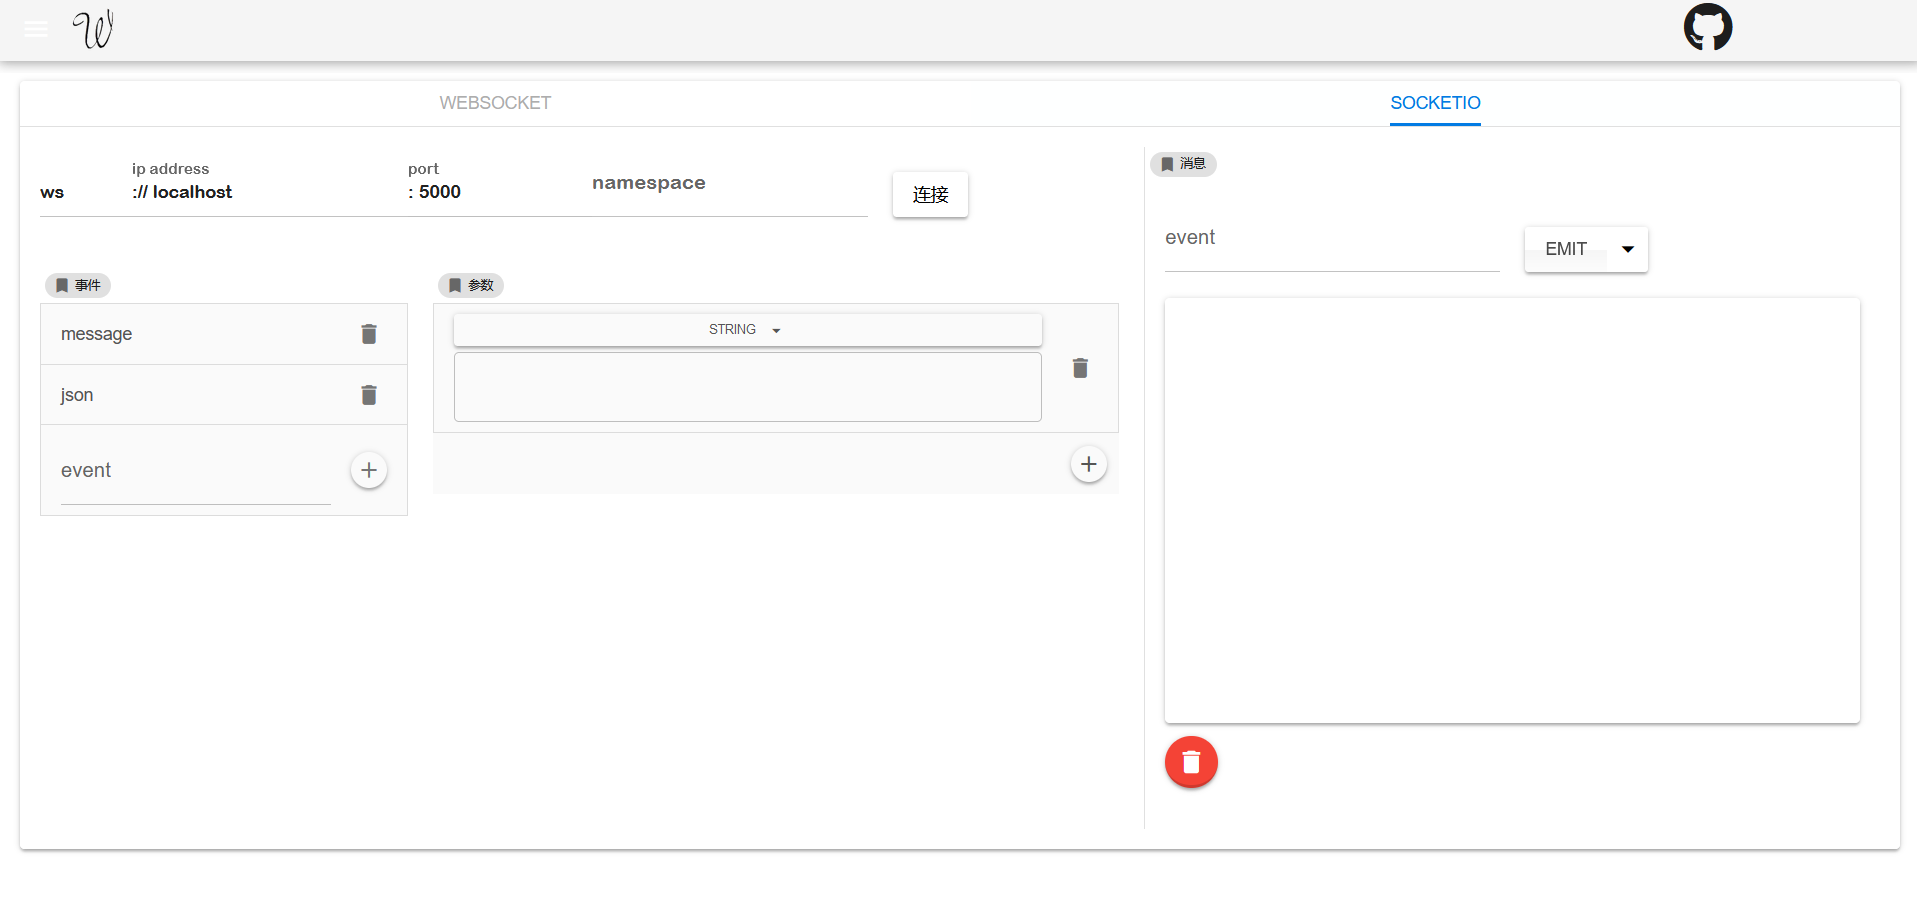 W
WEBSOCKET
SOCKETIO
ip address
port
ws
:// localhost
: 5000
namespace
连接
消息
event
EMIT
事件
参数
message
STRING
json
event